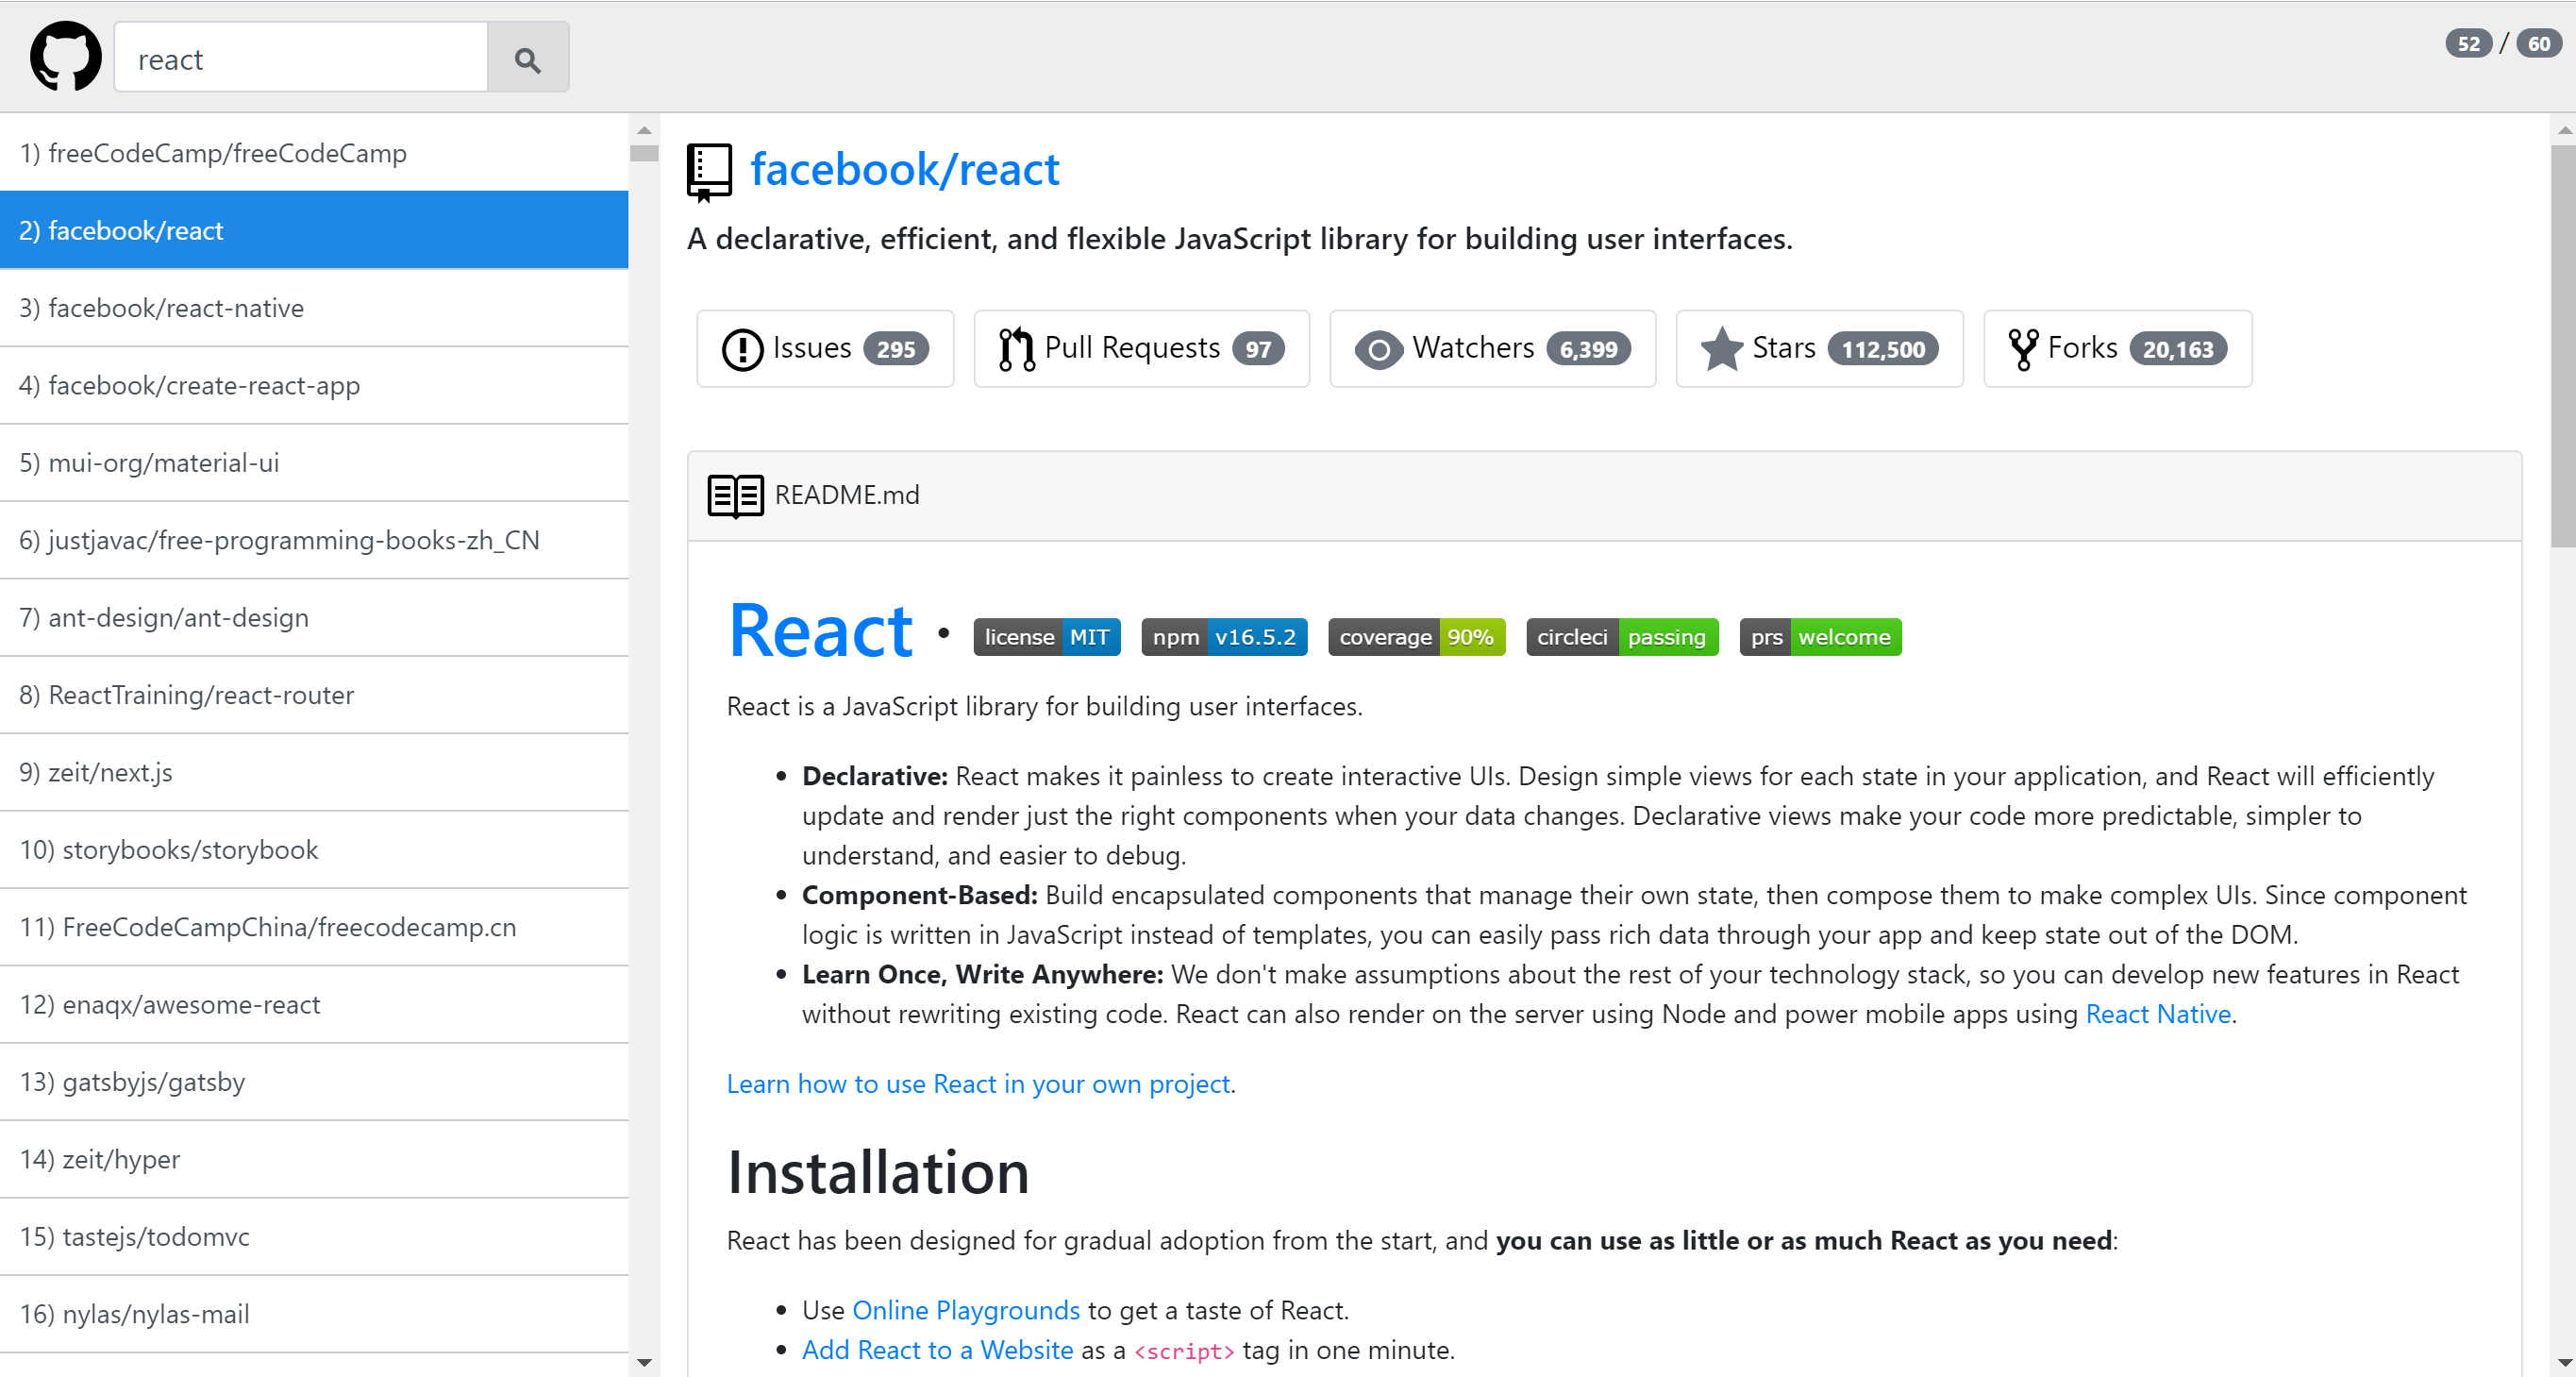 react
52 / 60
1) freeCodeCamp/freeCodeCamp
2) facebook/react
3) facebook/react-native
4) facebook/create-react-app
5) mui-org/material-ui
6) justjavac/free-programming-books-zh_CN
7) ant-design/ant-design
8) ReactTraining/react-router
9) zeit/next.js
10) storybooks/storybook
11) FreeCodeCampChina/freecodecamp.cn
12) enaqx/awesome-react
13) gatsbyjs/gatsby
14) zeit/hyper
15) tastejs/todomvc
16) nylas/nylas-mail
facebook/react
A declarative, efficient, and flexible JavaScript library for building user interfaces.
Issues 295 Pull Requests 97 Watchers 6,399 Stars 112,500 Forks 20,163
README.md
React · license MIT npm v16.5.2 coverage 90% circleci passing prs welcome
React is a JavaScript library for building user interfaces.
• Declarative: React makes it painless to create interactive UIs. Design simple views for each state in your application, and React will efficiently
update and render just the right components when your data changes. Declarative views make your code more predictable, simpler to
understand, and easier to debug.
• Component-Based: Build encapsulated components that manage their own state, then compose them to make complex UIs. Since component
logic is written in JavaScript instead of templates, you can easily pass rich data through your app and keep state out of the DOM.
• Learn Once, Write Anywhere: We don't make assumptions about the rest of your technology stack, so you can develop new features in React
without rewriting existing code. React can also render on the server using Node and power mobile apps using React Native.
Learn how to use React in your own project.
Installation
React has been designed for gradual adoption from the start, and you can use as little or as much React as you need:
• Use Online Playgrounds to get a taste of React.
• Add React to a Website as a <script> tag in one minute.